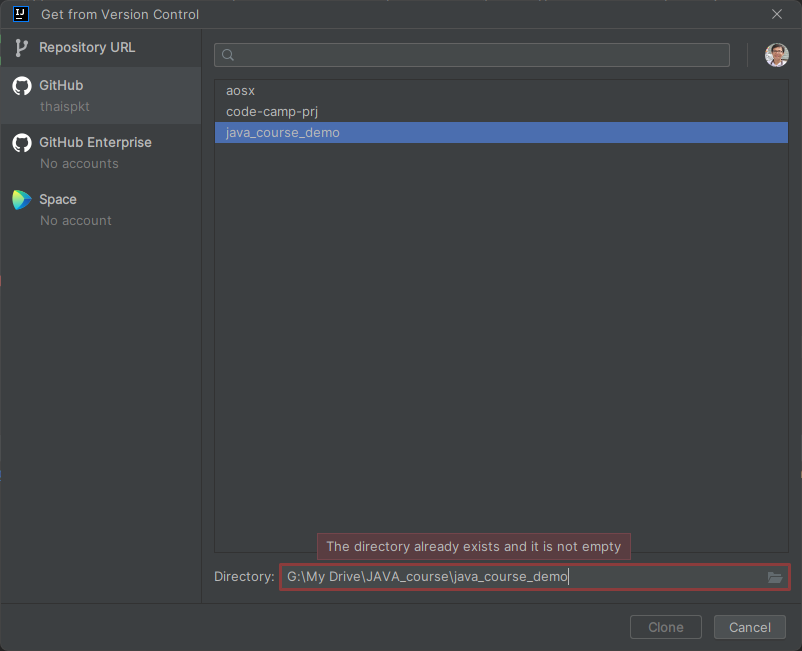 IJ
Get from Version Control
Repository URL
GitHub
thaispkt
GitHub Enterprise
No accounts
Space
No account
aosx
code-camp-prj
java_course_demo
The directory already exists and it is not empty
Directory: G:\My Drive\JAVA_course\java_course_demo
Clone
Cancel